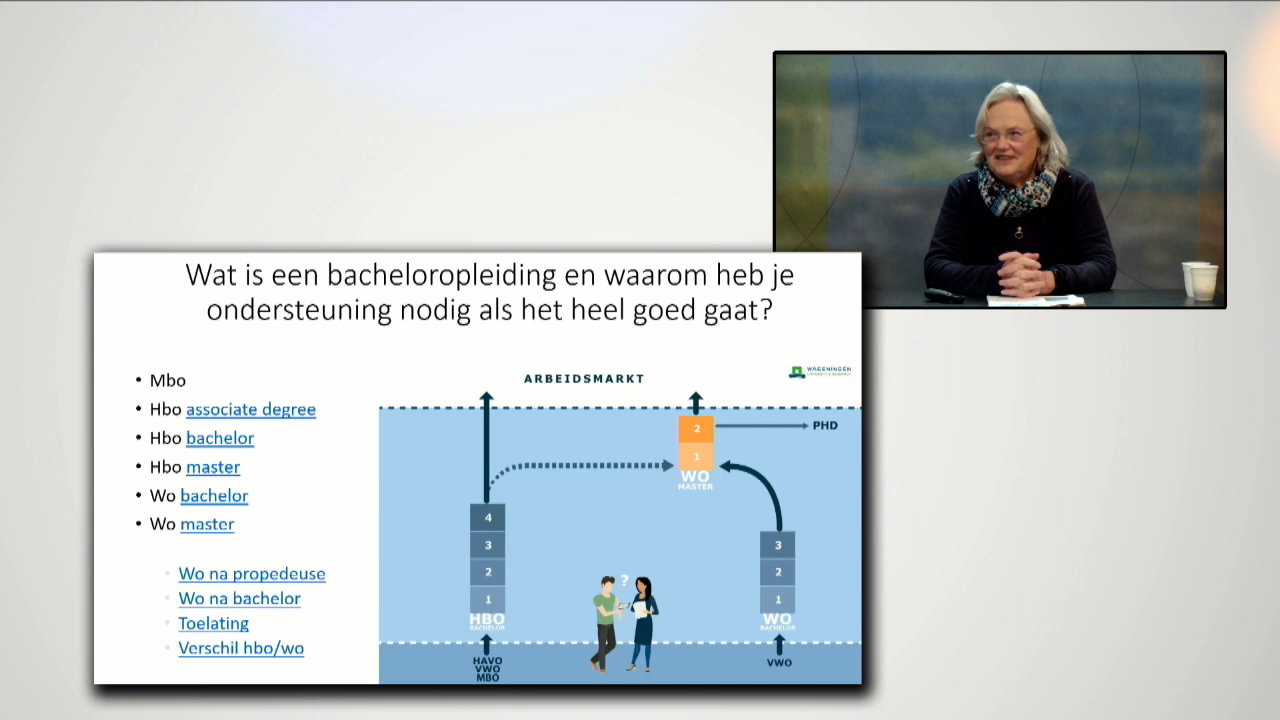 Wat is een bacheloropleiding en waarom heb je
ondersteuning nodig als het heel goed gaat?
• Mbo
• Hbo associate degree
• Hbo bachelor
• Hbo master
• Wo bachelor
• Wo master
• Wo na propedeuse
• Wo na bachelor
• Toelating
• Verschil hbo/wo
ARBEIDSMARKT
WAGENINGEN
UNIVERSITY & RESEARCH
2
PHD
1
WO
MASTER
4
3
2
1
HBO
BACHELOR
HAVO
VWO
MBO
?
3
2
1
WO
BACHELOR
VWO